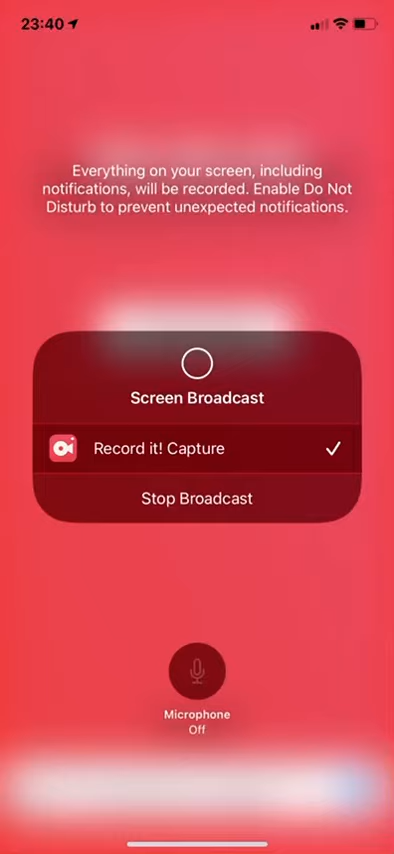 23:40
Everything on your screen, including
notifications, will be recorded. Enable Do Not
Disturb to prevent unexpected notifications.
Screen Broadcast
Record it! Capture
Stop Broadcast
Microphone
Off